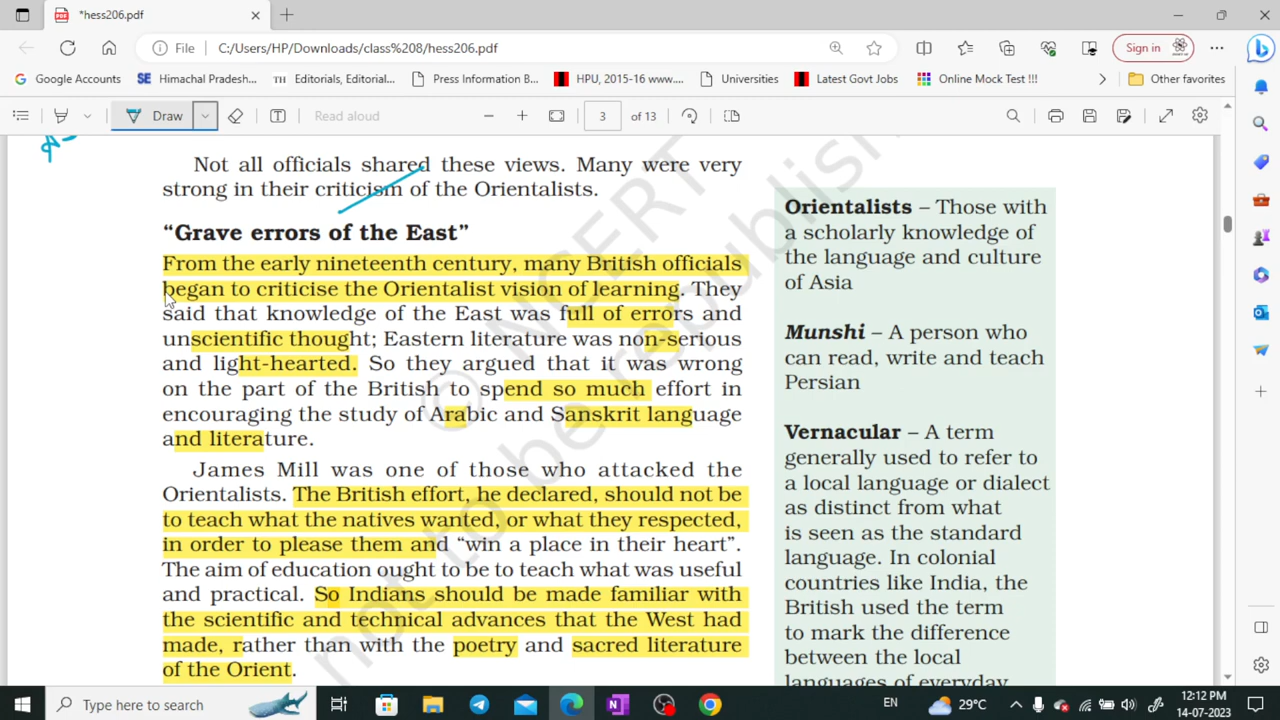 *hess206.pdf
File
C:/Users/HP/Downloads/class%208/hess206.pdf
Sign in
Google Accounts
SE Himachal Pradesh...
TH Editorials, Editorial...
Press Information B...
HPU, 2015-16 www....
Universities
Latest Govt Jobs
Online Mock Test !!!
Other favorites
Draw
Read aloud
3 of 13
Not all officials shared these views. Many were very
strong in their criticism of the Orientalists.
“Grave errors of the East”
From the early nineteenth century, many British officials
began to criticise the Orientalist vision of learning. They
said that knowledge of the East was full of errors and
unscientific thought; Eastern literature was non-serious
and light-hearted. So they argued that it was wrong
on the part of the British to spend so much effort in
encouraging the study of Arabic and Sanskrit language
and literature.
James Mill was one of those who attacked the
Orientalists. The British effort, he declared, should not be
to teach what the natives wanted, or what they respected,
in order to please them and “win a place in their heart”.
The aim of education ought to be to teach what was useful
and practical. So Indians should be made familiar with
the scientific and technical advances that the West had
made, rather than with the poetry and sacred literature
of the Orient.
Orientalists – Those with
a scholarly knowledge of
the language and culture
of Asia
Munshi – A person who
can read, write and teach
Persian
Vernacular – A term
generally used to refer to
a local language or dialect
as distinct from what
is seen as the standard
language. In colonial
countries like India, the
British used the term
to mark the difference
between the local
languages of everyday
© NCERT
not to be republished
Type here to search
29°C
EN
12:12 PM
14-07-2023